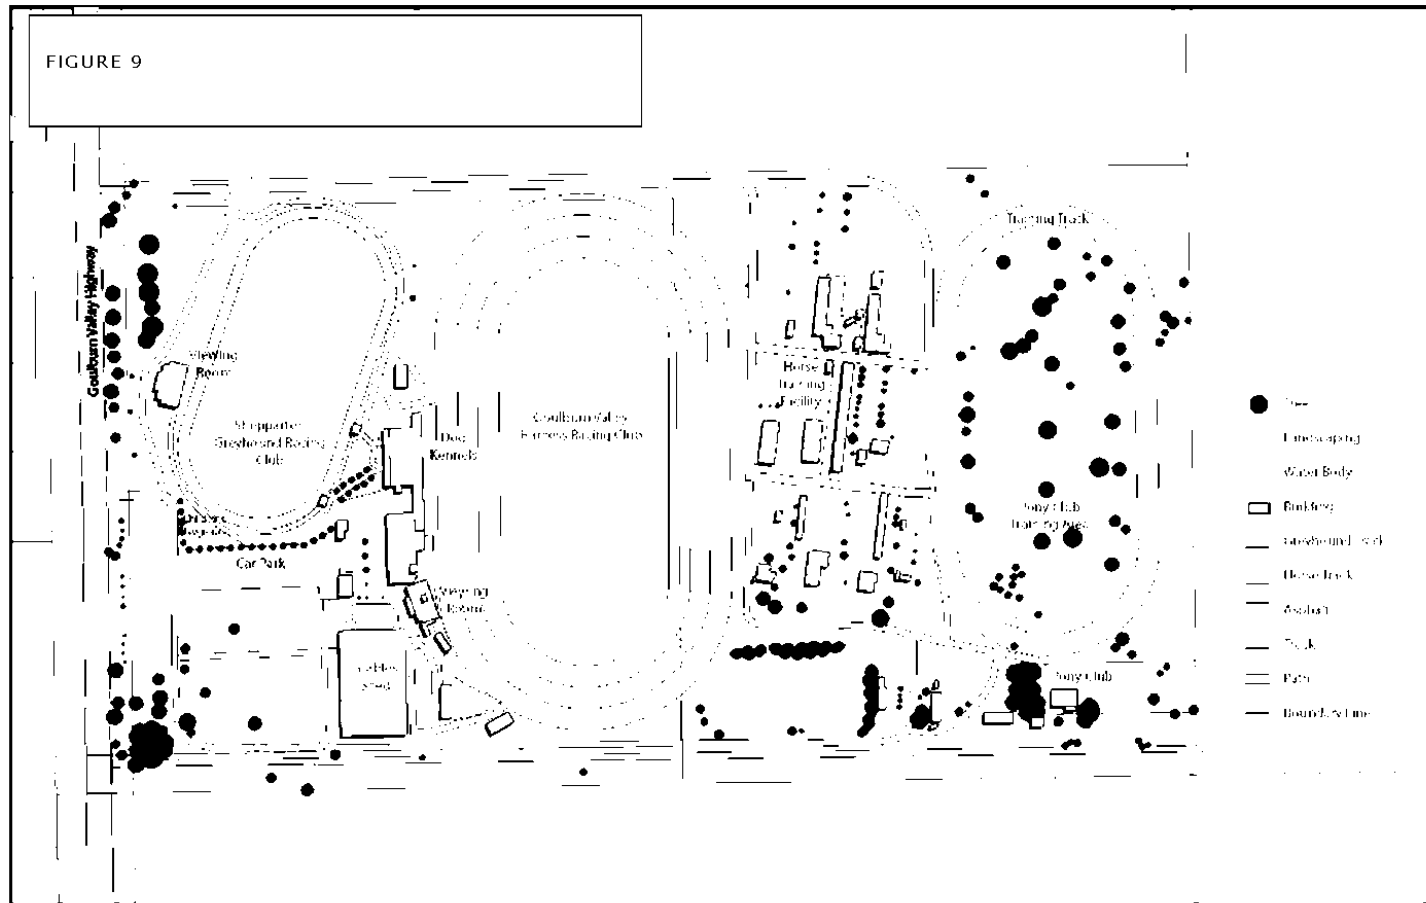 FIGURE 9
Training Track
Goulburn Valley Highway
Viewing
Room
Horse
Training
Facility
Tree
Shepparton
Greyhound Racing
Club
Dog
Kennels
Goulburn Valley
Harness Racing Club
Landscaping
Water Body
Building
Pony Club
Training Area
Greyhound Track
Car Park
Horse Track
Viewing
Room
Asphalt
Track
Pony Club
Path
Boundary Line